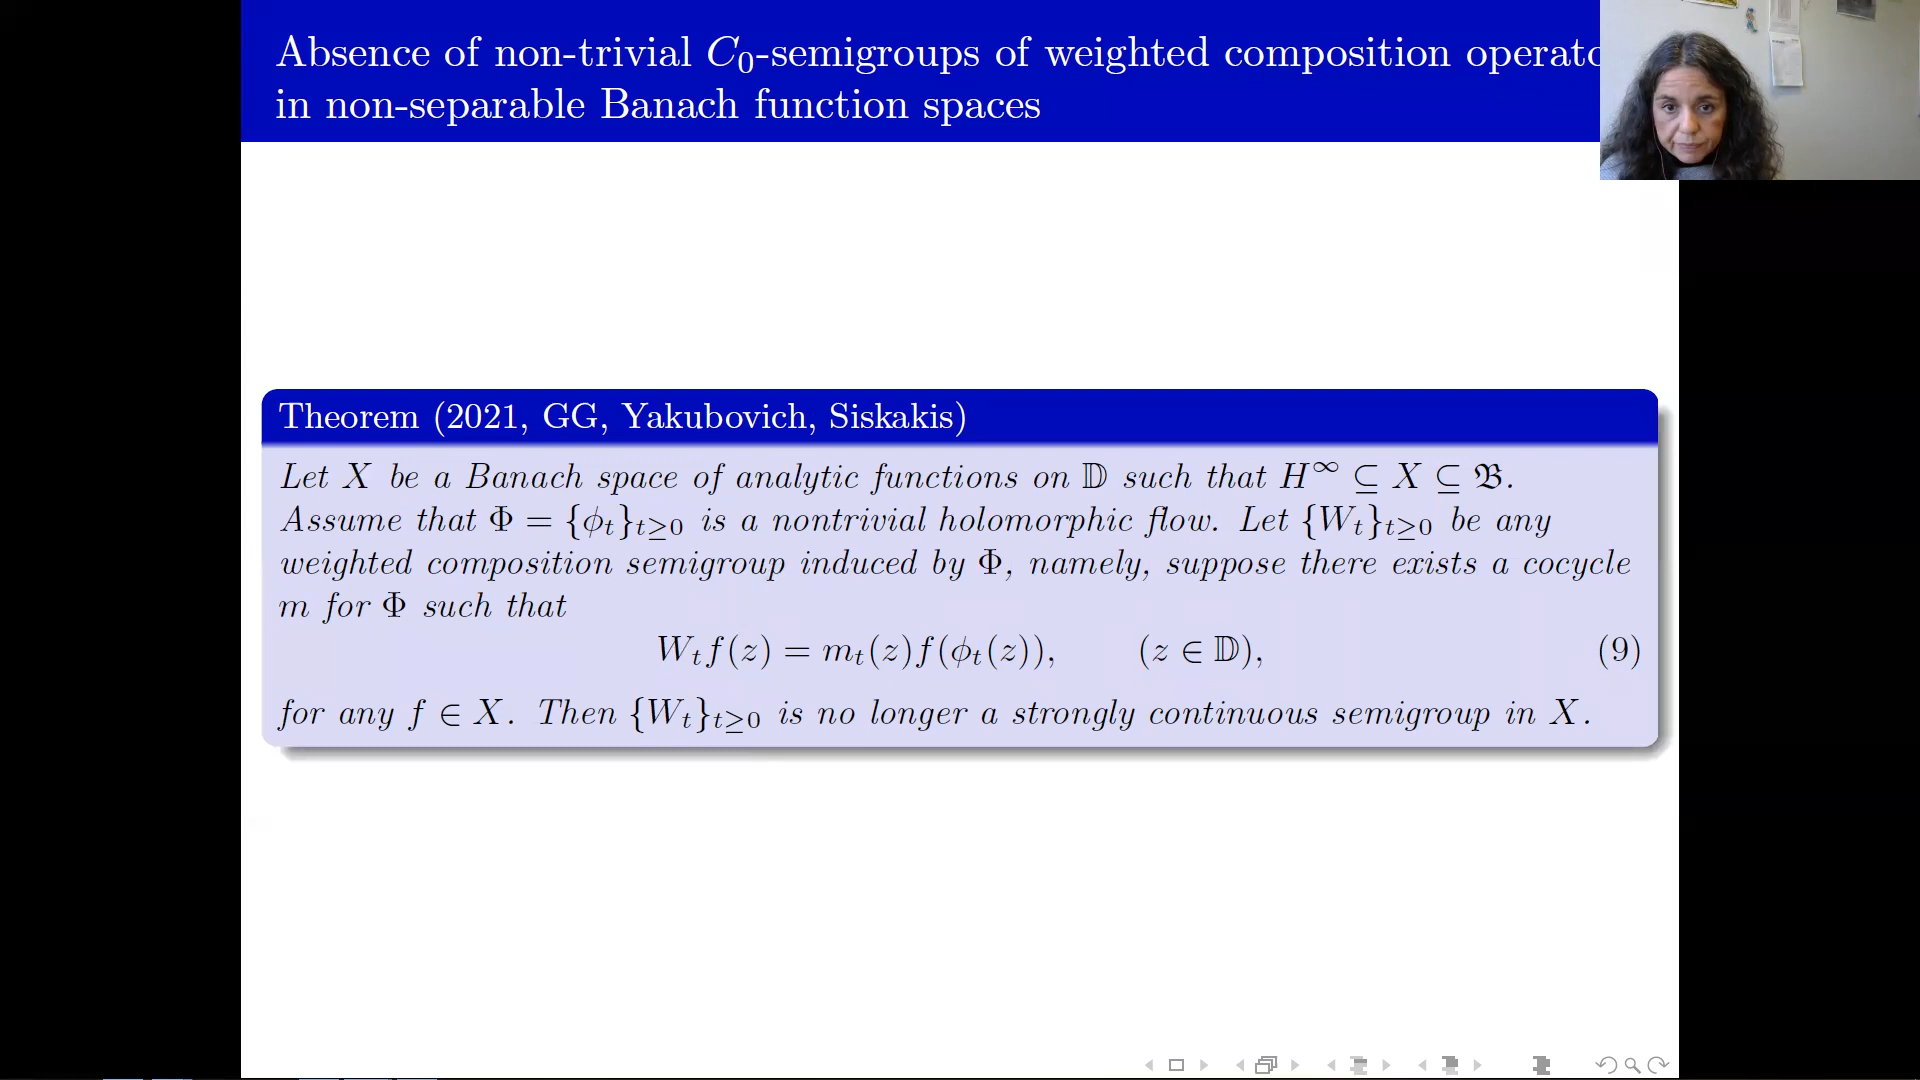 Absence of non-trivial C₀-semigroups of weighted composition
in non-separable Banach function spaces
Theorem (2021, GG, Yakubovich, Siskakis)
Let X be a Banach space of analytic functions on 𝔻 such that H^∞ ⊆ X ⊆ 𝔅.
Assume that Φ = {ϕₜ}ₜ≥₀ is a nontrivial holomorphic flow. Let {Wₜ}ₜ≥₀ be any
weighted composition semigroup induced by Φ, namely, suppose there exists a cocycle
m for Φ such that
Wₜf(z) = mₜ(z)f(ϕₜ(z)), (z ∈ 𝔻), (9)
for any f ∈ X. Then {Wₜ}ₜ≥₀ is no longer a strongly continuous semigroup in X.